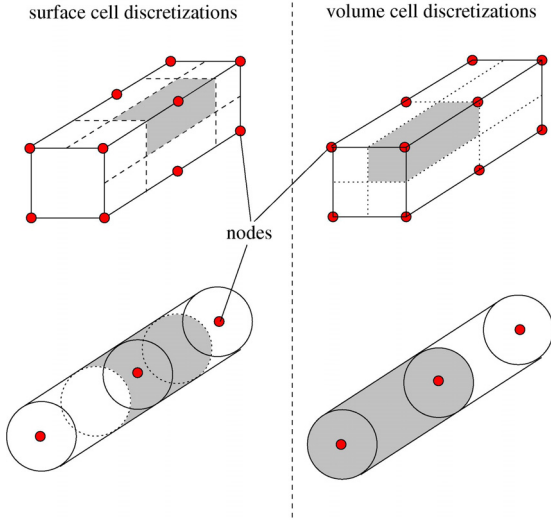 surface cell discretizations
volume cell discretizations
nodes